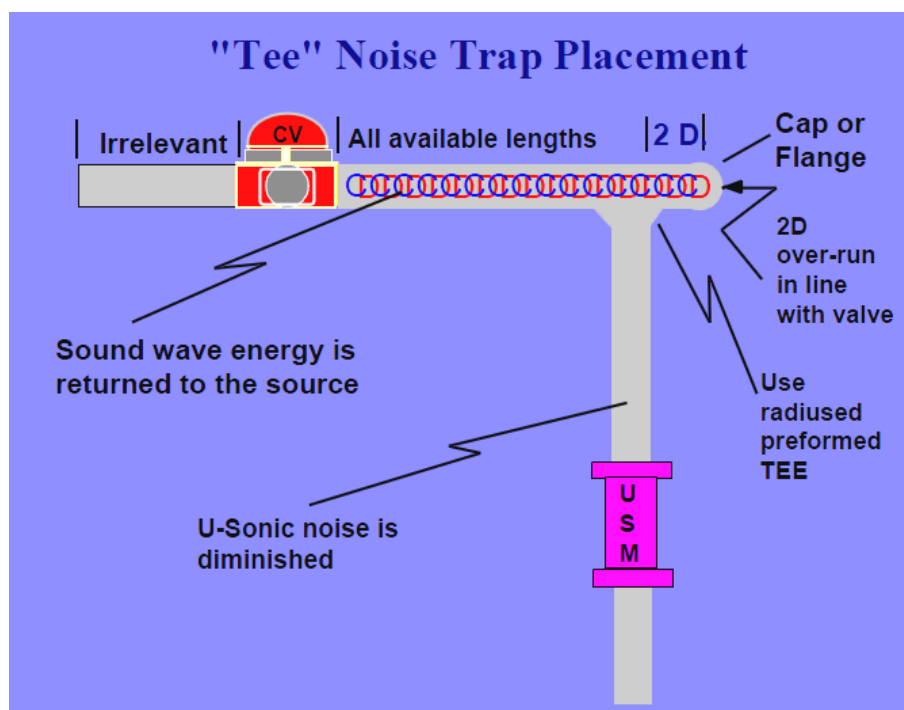 "Tee" Noise Trap Placement
Irrelevant
CV
All available lengths
2 D.
Cap or
Flange
2D
over-run
in line
with valve
Sound wave energy is
returned to the source
Use
radiused
preformed
TEE
U-Sonic noise is
diminished
U
S
M